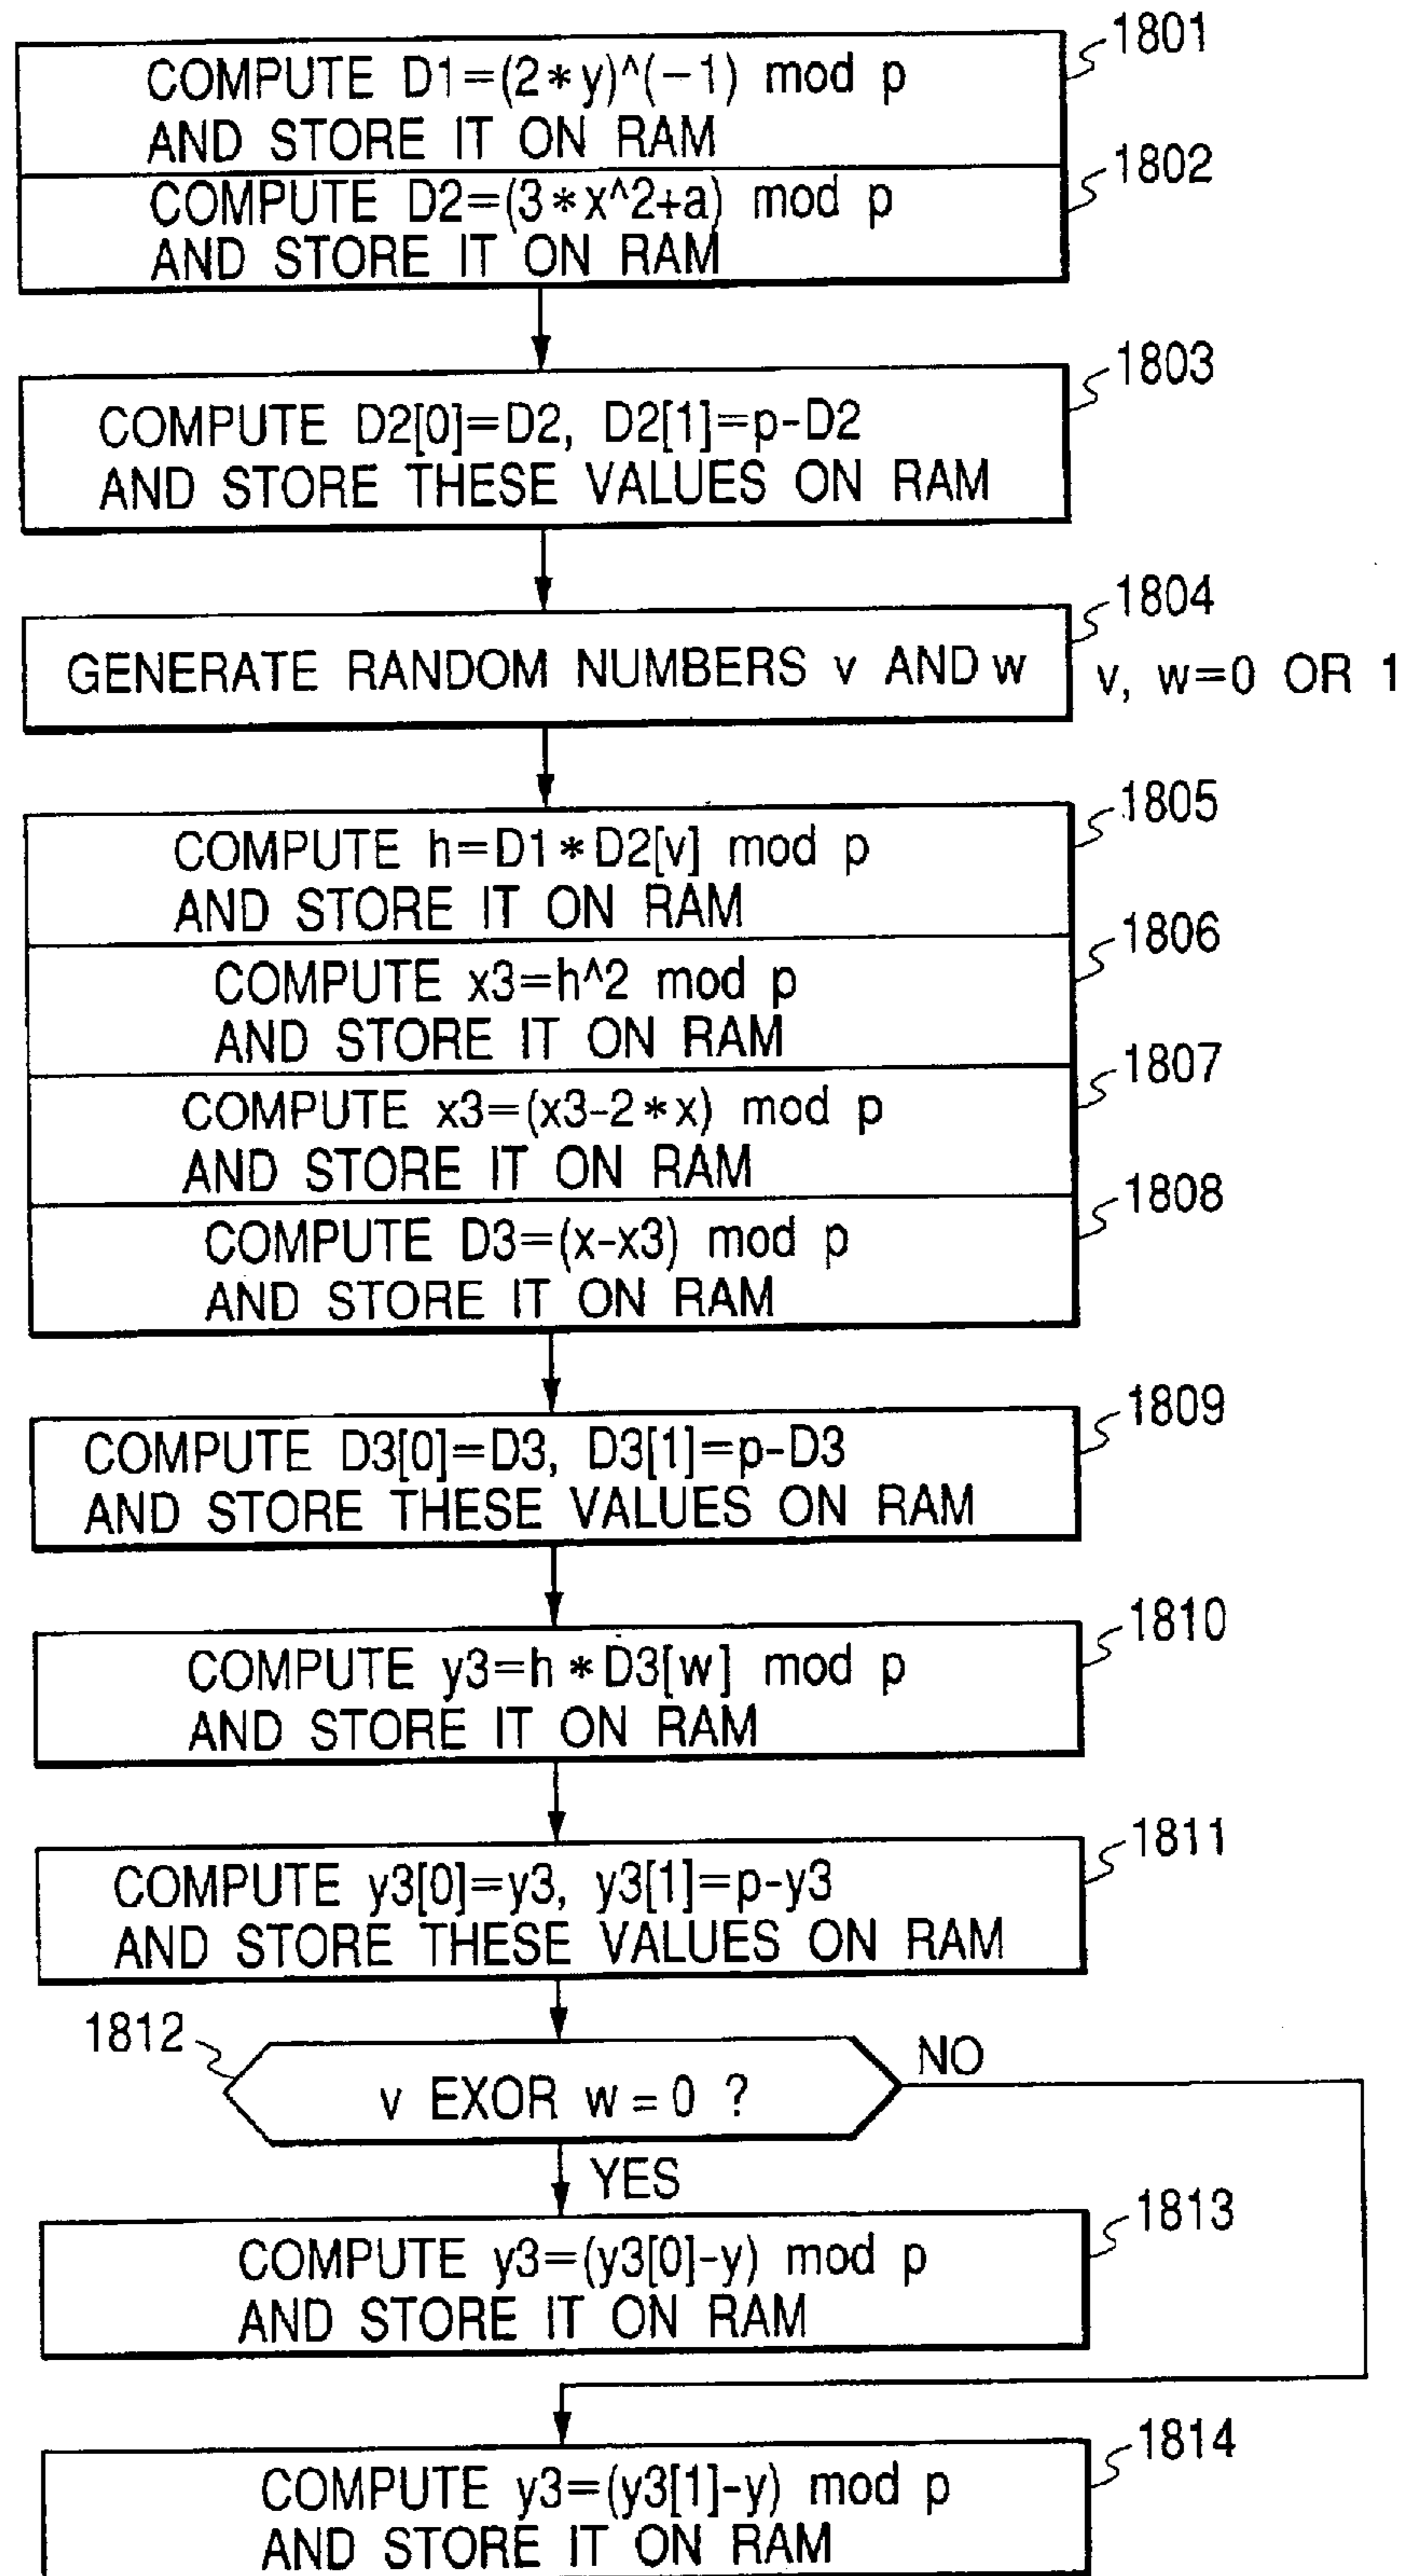 1801
COMPUTE D1=(2*y)^(-1) mod p
AND STORE IT ON RAM
1802
COMPUTE D2=(3*x^2+a) mod p
AND STORE IT ON RAM
1803
COMPUTE D2[0]=D2, D2[1]=p-D2
AND STORE THESE VALUES ON RAM
1804
GENERATE RANDOM NUMBERS v AND w
v, w=0 OR 1
1805
COMPUTE h=D1*D2[v] mod p
AND STORE IT ON RAM
1806
COMPUTE x3=h^2 mod p
AND STORE IT ON RAM
1807
COMPUTE x3=(x3-2*x) mod p
AND STORE IT ON RAM
1808
COMPUTE D3=(x-x3) mod p
AND STORE IT ON RAM
1809
COMPUTE D3[0]=D3, D3[1]=p-D3
AND STORE THESE VALUES ON RAM
1810
COMPUTE y3=h*D3[w] mod p
AND STORE IT ON RAM
1811
COMPUTE y3[0]=y3, y3[1]=p-y3
AND STORE THESE VALUES ON RAM
1812
v EXOR w=0 ?
NO
YES
1813
COMPUTE y3=(y3[0]-y) mod p
AND STORE IT ON RAM
1814
COMPUTE y3=(y3[1]-y) mod p
AND STORE IT ON RAM